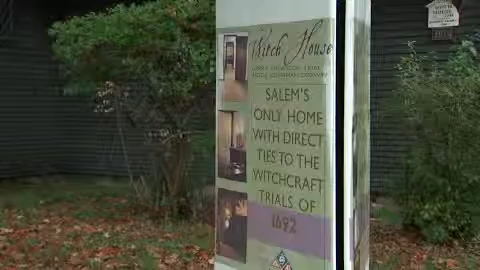 Witch House
SALEM'S
ONLY HOME
WITH DIRECT
TIES TO THE
WITCHCRAFT
TRIALS OF
1692